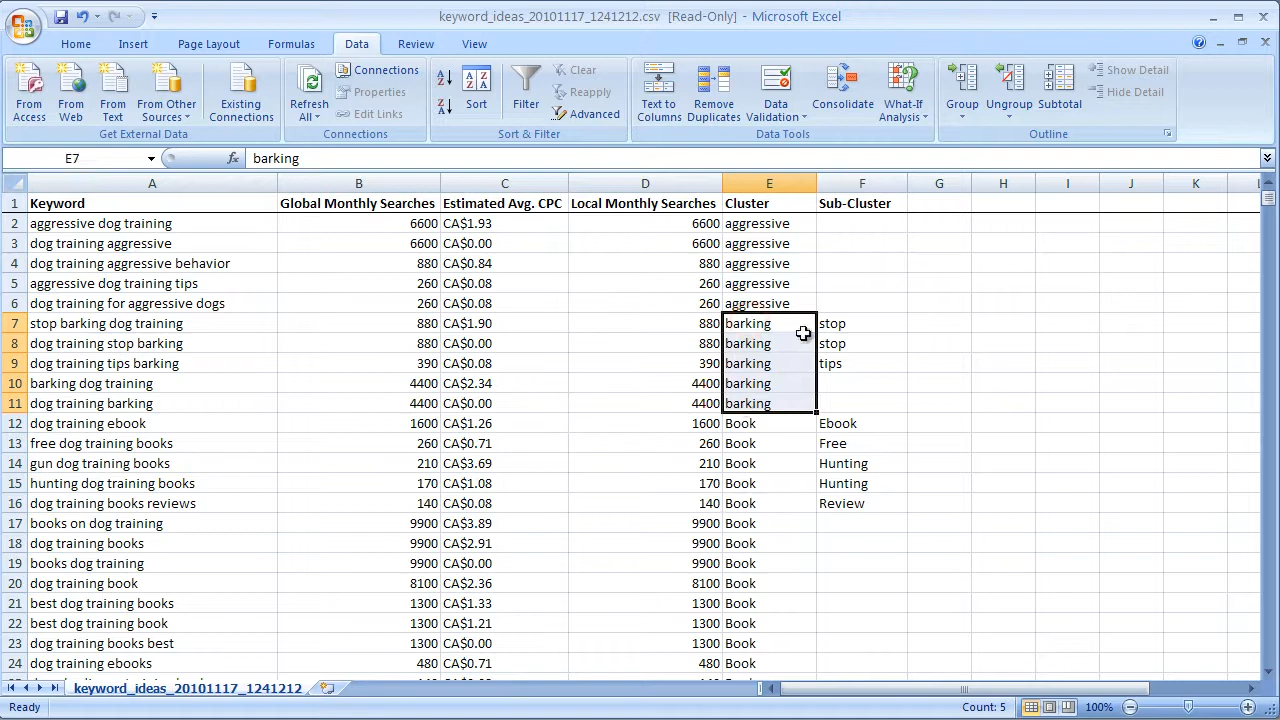 keyword_ideas_20101117_1241212.csv [Read-Only] - Microsoft Excel
Home Insert Page Layout Formulas Data Review View
From Access From Web From Text From Other Sources Existing Connections
Get External Data
Refresh All Connections Properties Edit Links
Connections
Sort Filter Clear Reapply Advanced
Sort & Filter
Text to Columns Remove Duplicates Data Validation Consolidate What-If Analysis
Data Tools
Group Ungroup Subtotal Show Detail Hide Detail
Outline
E7 fx barking
A B C D E F G H I J K L
1 Keyword Global Monthly Searches Estimated Avg. CPC Local Monthly Searches Cluster Sub-Cluster
2 aggressive dog training 6600 CA$1.93 6600 aggressive
3 dog training aggressive 6600 CA$0.00 6600 aggressive
4 dog training aggressive behavior 880 CA$0.84 880 aggressive
5 aggressive dog training tips 260 CA$0.08 260 aggressive
6 dog training for aggressive dogs 260 CA$0.08 260 aggressive
7 stop barking dog training 880 CA$1.90 880 barking stop
8 dog training stop barking 880 CA$0.00 880 barking stop
9 dog training tips barking 390 CA$0.08 390 barking tips
10 barking dog training 4400 CA$2.34 4400 barking
11 dog training barking 4400 CA$0.00 4400 barking
12 dog training ebook 1600 CA$1.26 1600 Book Ebook
13 free dog training books 260 CA$0.71 260 Book Free
14 gun dog training books 210 CA$3.69 210 Book Hunting
15 hunting dog training books 170 CA$1.08 170 Book Hunting
16 dog training books reviews 140 CA$0.08 140 Book Review
17 books on dog training 9900 CA$3.89 9900 Book
18 dog training books 9900 CA$2.91 9900 Book
19 books dog training 9900 CA$0.00 9900 Book
20 dog training book 8100 CA$2.36 8100 Book
21 best dog training books 1300 CA$1.33 1300 Book
22 best dog training book 1300 CA$1.21 1300 Book
23 dog training books best 1300 CA$0.00 1300 Book
24 dog training ebooks 480 CA$0.71 480 Book
keyword_ideas_20101117_1241212
Ready Count: 5 100%